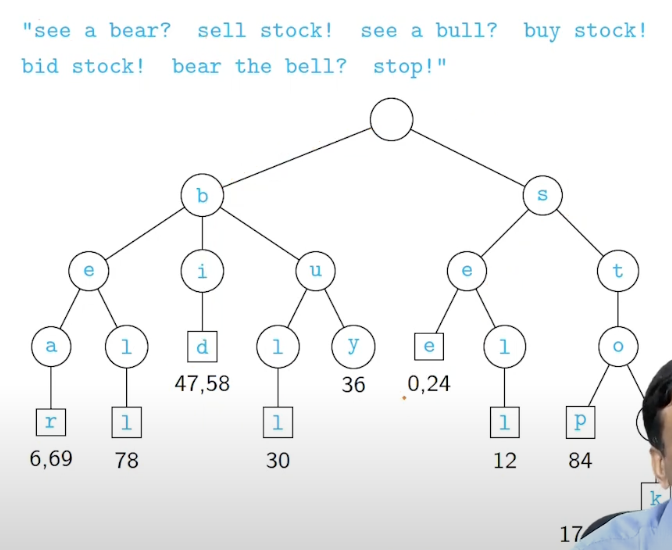 "see a bear? sell stock! see a bull? buy stock!
bid stock! bear the bell? stop!"
b s
e i u e t
a l d l y e l o
47,58 36 0,24
r l l l p
6,69 78 30 12 84
k
17